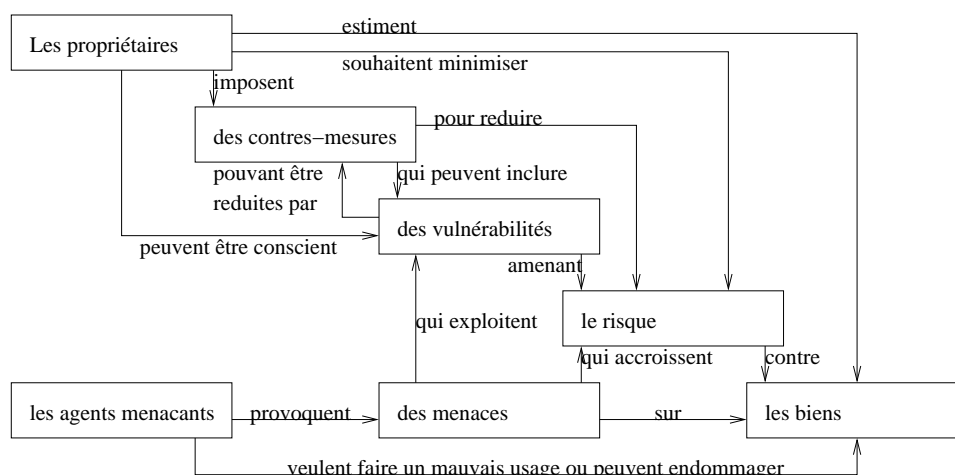 estiment
Les propriétaires
souhaitent minimiser
imposent
des contres-mesures
pour reduire
pouvant être
reduites par
qui peuvent inclure
des vulnérabilités
peuvent être conscient
amenant
qui exploitent
le risque
qui accroissent
contre
les agents menacants
provoquent
des menaces
sur
les biens
veulent faire un mauvais usage ou peuvent endommager